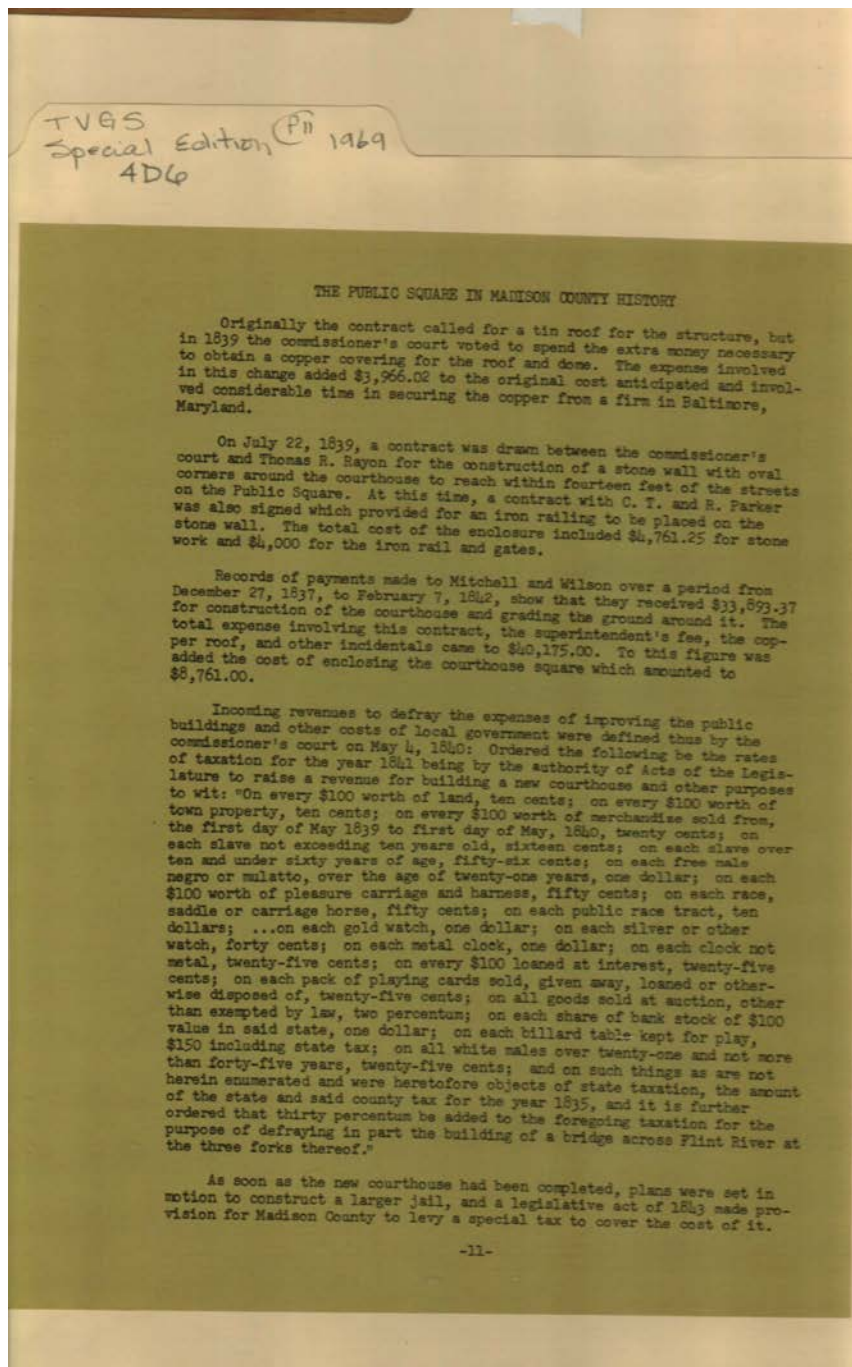 TVGS
Special Edition P11 1969
4D6
THE PUBLIC SQUARE IN MADISON COUNTY HISTORY
Originally the contract called for a tin roof for the structure, but
in 1839 the commissioner's court voted to spend the extra money necessary
to obtain a copper covering for the roof and dome. The expense involved
in this change added $3,966.02 to the original cost anticipated and invol-
ved considerable time in securing the copper from a firm in Baltimore,
Maryland.
On July 22, 1839, a contract was drawn between the commissioner's
court and Thomas R. Rayon for the construction of a stone wall with oval
corners around the courthouse to reach within fourteen feet of the streets
on the Public Square. At this time, a contract with C. T. and R. Parker
was also signed which provided for an iron railing to be placed on the
stone wall. The total cost of the enclosure included $4,761.25 for stone
work and $4,000 for the iron rail and gates.
Records of payments made to Mitchell and Wilson over a period from
December 27, 1837, to February 7, 1842, show that they received $33,893.37
for construction of the courthouse and grading the ground around it. The
total expense involving this contract, the superintendent's fee, the cop-
per roof, and other incidentals came to $40,175.00. To this figure was
added the cost of enclosing the courthouse square which amounted to
$8,761.00.
Incoming revenues to defray the expenses of improving the public
buildings and other costs of local government were defined thus by the
commissioner's court on May 4, 1840: Ordered the following be the rates
of taxation for the year 1841 being by the authority of Acts of the Legis-
lature to raise a revenue for building a new courthouse and other purposes
to wit: "On every $100 worth of land, ten cents; on every $100 worth of
town property, ten cents; on every $100 worth of merchandise sold from,
the first day of May 1839 to first day of May, 1840, twenty cents; on
each slave not exceeding ten years old, sixteen cents; on each slave over
ten and under sixty years of age, fifty-six cents; on each free male
negro or mulatto, over the age of twenty-one years, one dollar; on each
$100 worth of pleasure carriage and harness, fifty cents; on each race,
saddle or carriage horse, fifty cents; on each public race tract, ten
dollars; ...on each gold watch, one dollar; on each silver or other
watch, forty cents; on each metal clock, one dollar; on each clock not
metal, twenty-five cents; on every $100 loaned at interest, twenty-five
cents; on each pack of playing cards sold, given away, loaned or other-
wise disposed of, twenty-five cents; on all goods sold at auction, other
than exempted by law, two percentum; on each share of bank stock of $100
value in said state, one dollar; on each billard table kept for play,
$150 including state tax; on all white males over twenty-one and not more
than forty-five years, twenty-five cents; and on such things as are not
herein enumerated and were heretofore objects of state taxation, the amount
of the state and said county tax for the year 1835, and it is further
ordered that thirty percentum be added to the foregoing taxation for the
purpose of defraying in part the building of a bridge across Flint River at
the three forks thereof."
As soon as the new courthouse had been completed, plans were set in
motion to construct a larger jail, and a legislative act of 1843 made pro-
vision for Madison County to levy a special tax to cover the cost of it.
-11-